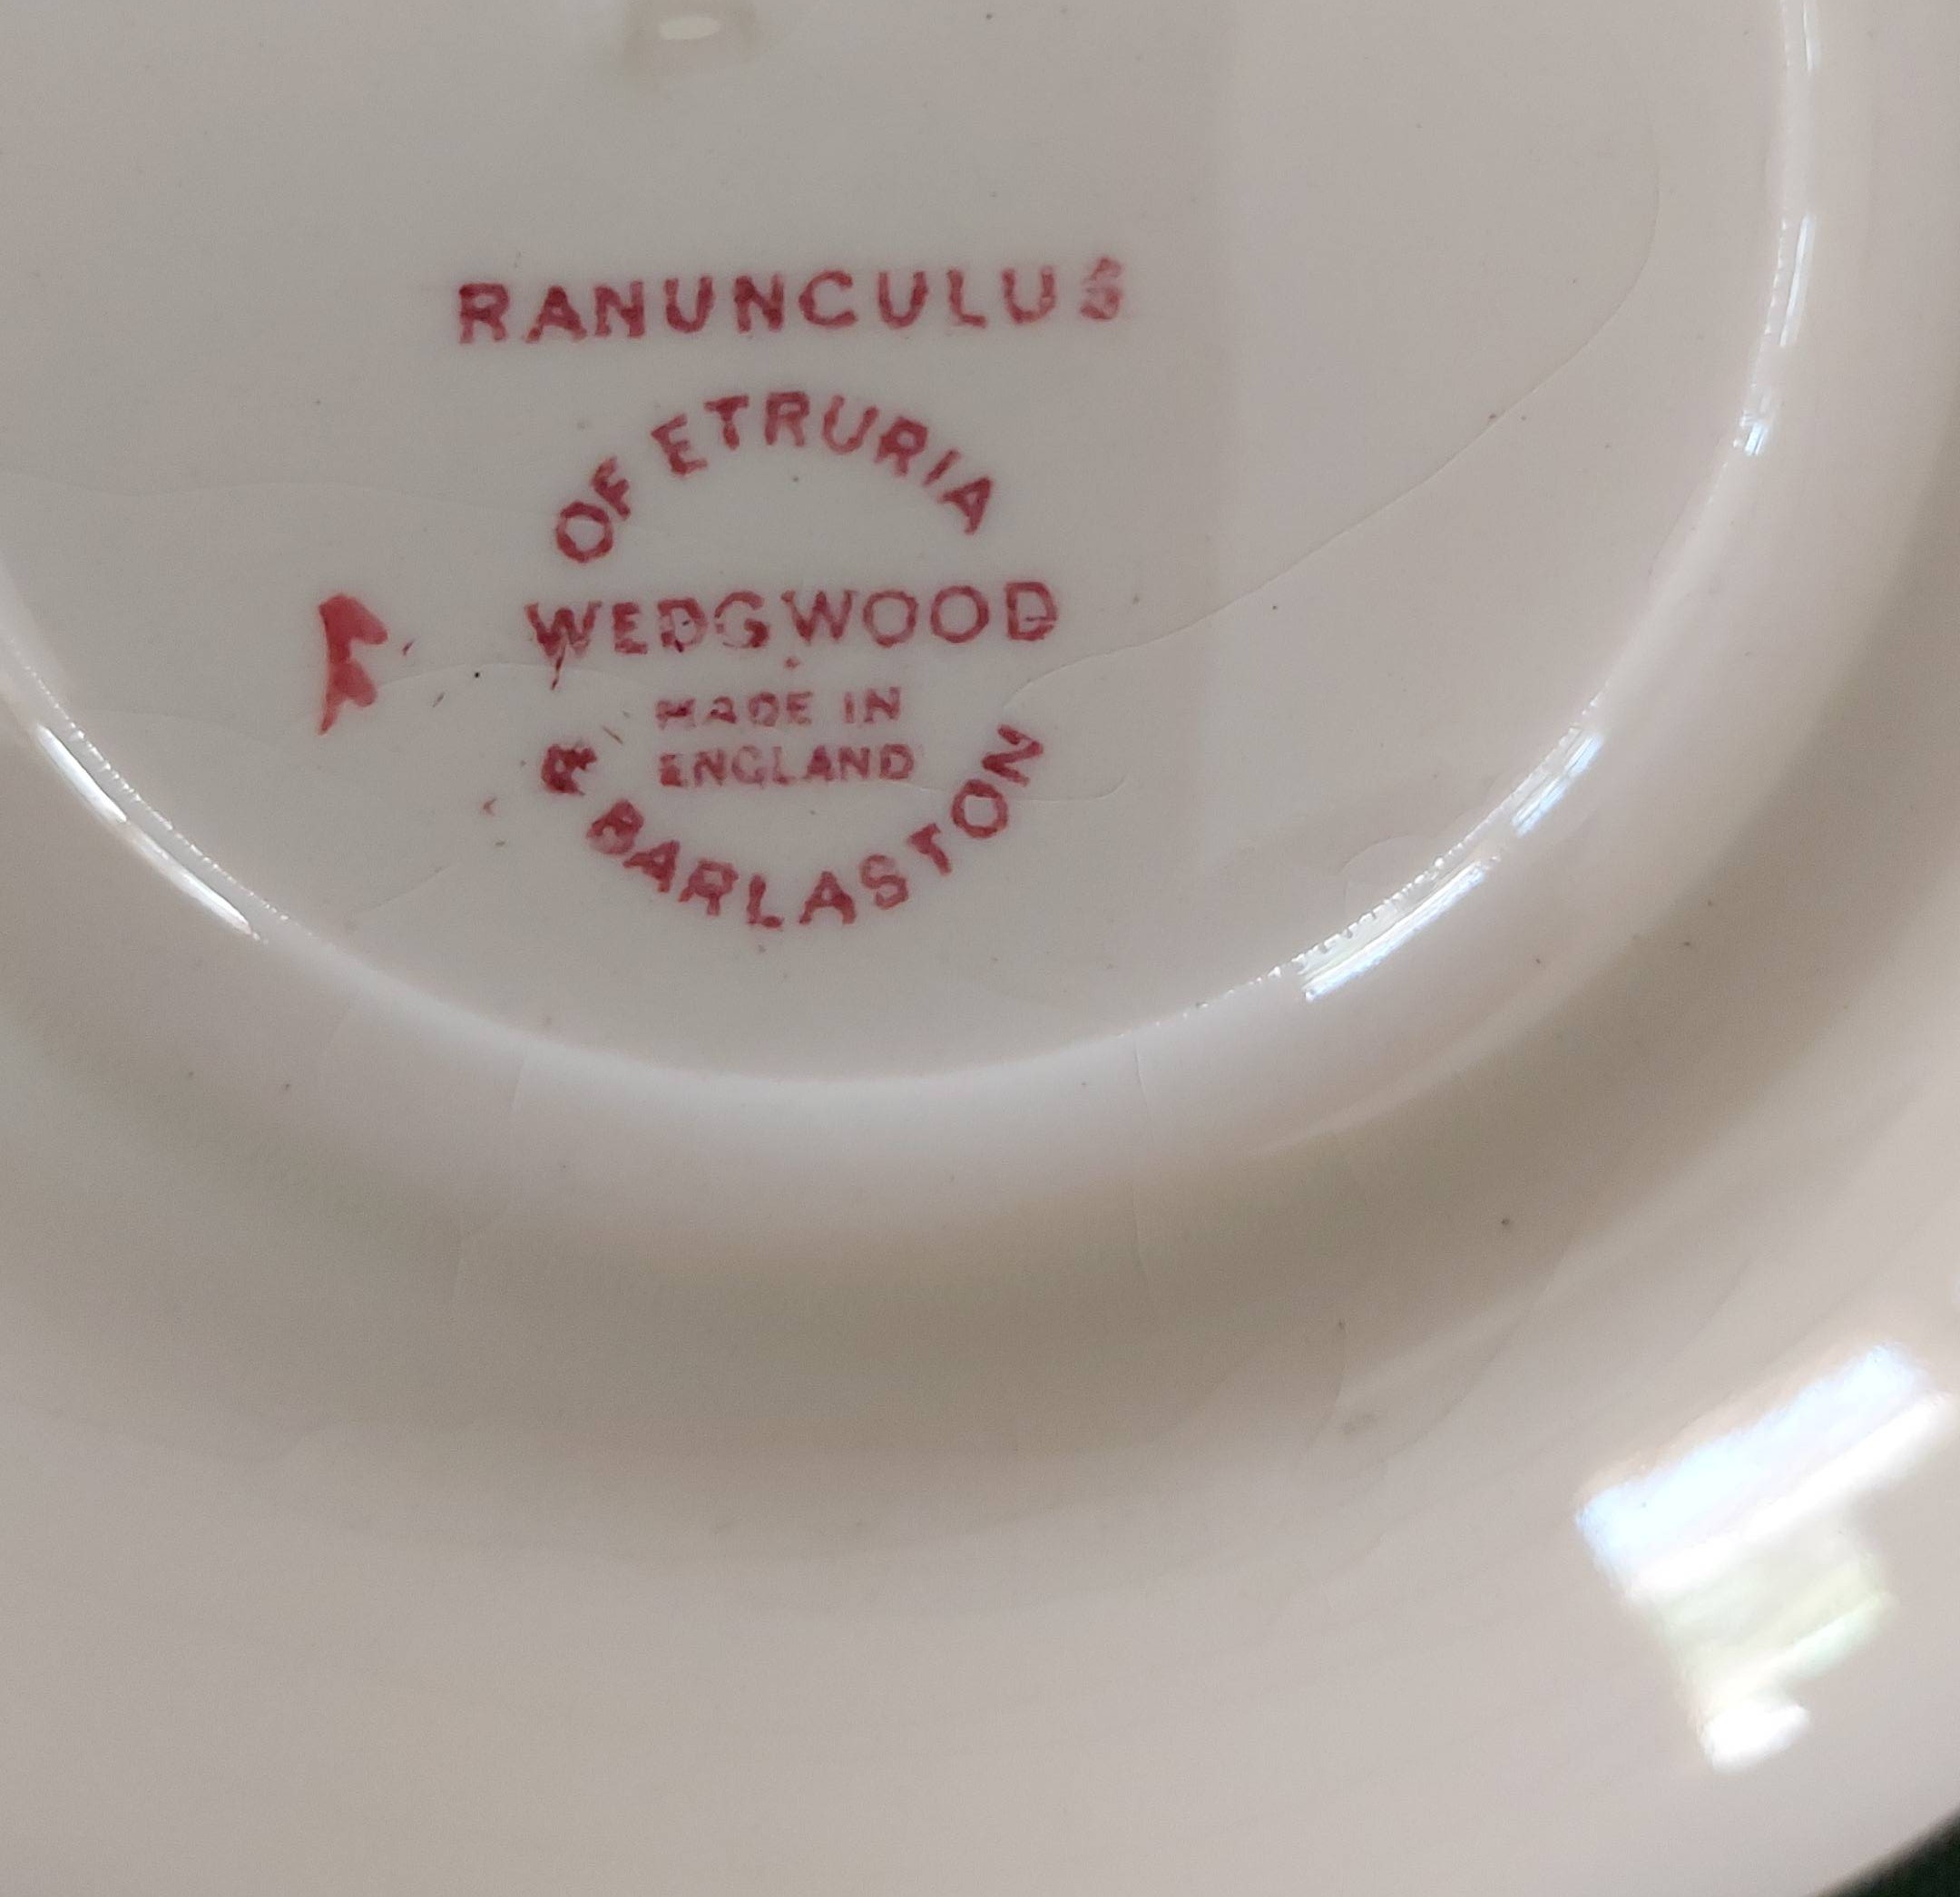 RANUNCULUS
OF ETRURIA
WEDGWOOD
MADE IN
ENGLAND
& BARLASTON